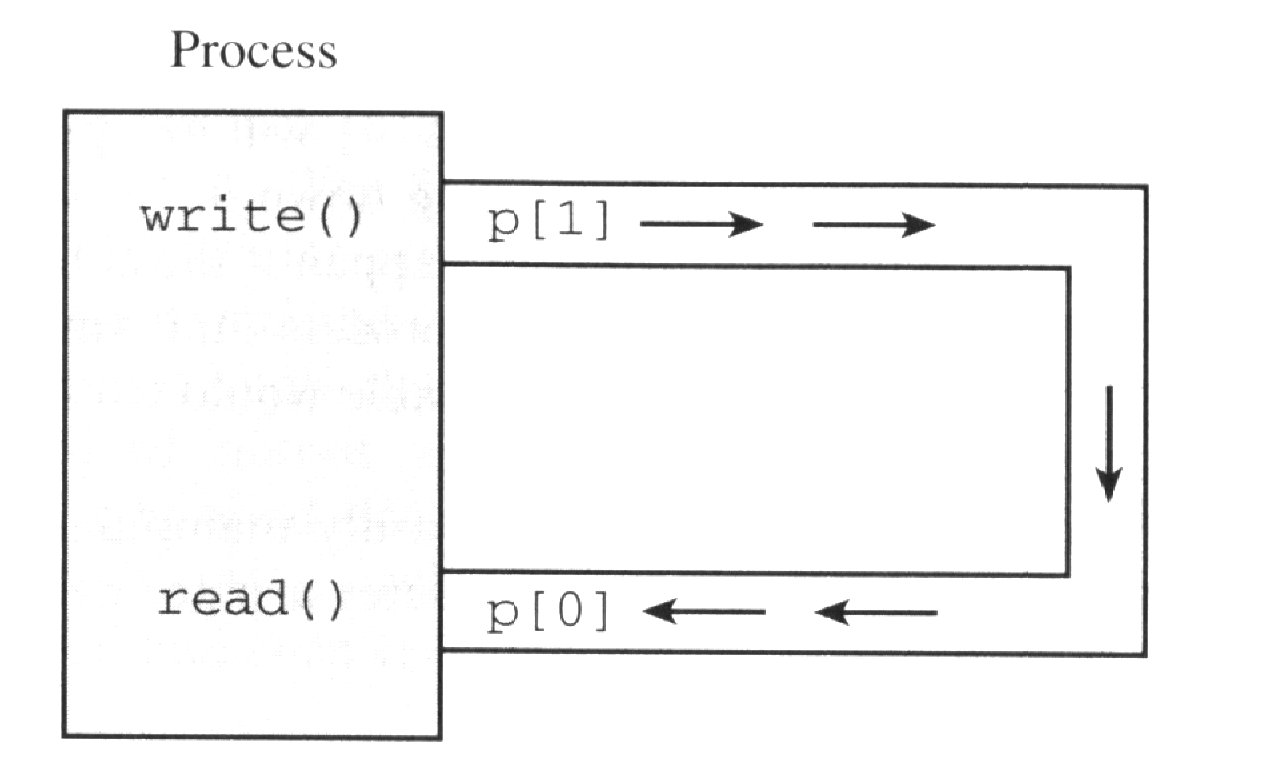 Process
write()
p[1]
read()
p[0]